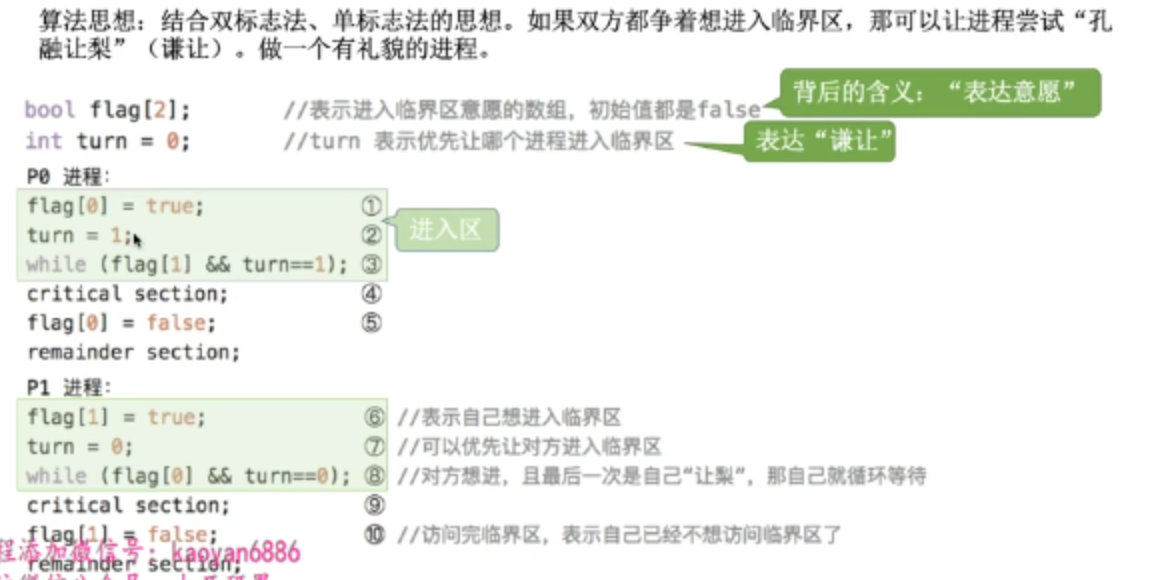 算法思想：结合双标志法、单标志法的思想。如果双方都争着想进入临界区，那可以让进程尝试“孔
融让梨”（谦让）。做一个有礼貌的进程。
bool flag[2]; //表示进入临界区意愿的数组，初始值都是false
背后的含义：“表达意愿”
int turn = 0; //turn 表示优先让哪个进程进入临界区
表达“谦让”
P0 进程：
flag[0] = true; ①
turn = 1; ②
进入区
while (flag[1] && turn==1); ③
critical section; ④
flag[0] = false; ⑤
remainder section;
P1 进程：
flag[1] = true; ⑥ //表示自己想进入临界区
turn = 0; ⑦ //可以优先让对方进入临界区
while (flag[0] && turn==0); ⑧ //对方想进，且最后一次是自己“让梨”，那自己就循环等待
critical section; ⑨
flag[1] = false; ⑩ //访问完临界区，表示自己已经不想访问临界区了
程添加微信号：kaoyan6886
remainder section;